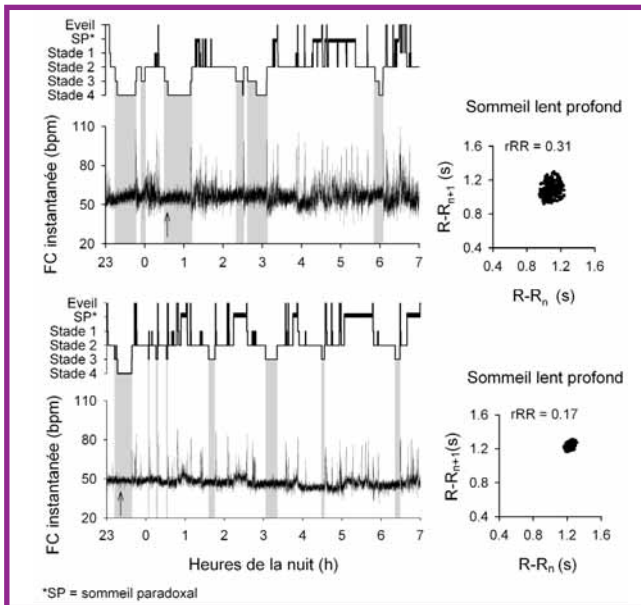 Eveil
SP*
Stade 1
Stade 2
Stade 3
Stade 4
FC instantanée (bpm)
110
80
50
20
23 0 1 2 3 4 5 6 7
Sommeil lent profond
rRR = 0.31
R-Rn+1 (s)
1.6
1.2
0.8
0.4
0.4 0.8 1.2 1.6
R-Rn (s)
Eveil
SP*
Stade 1
Stade 2
Stade 3
Stade 4
FC instantanée (bpm)
110
80
50
20
23 0 1 2 3 4 5 6 7
Heures de la nuit (h)
Sommeil lent profond
rRR = 0.17
R-Rn+1(s)
1.6
1.2
0.8
0.4
0.4 0.8 1.2 1.6
R-Rn (s)
*SP = sommeil paradoxal